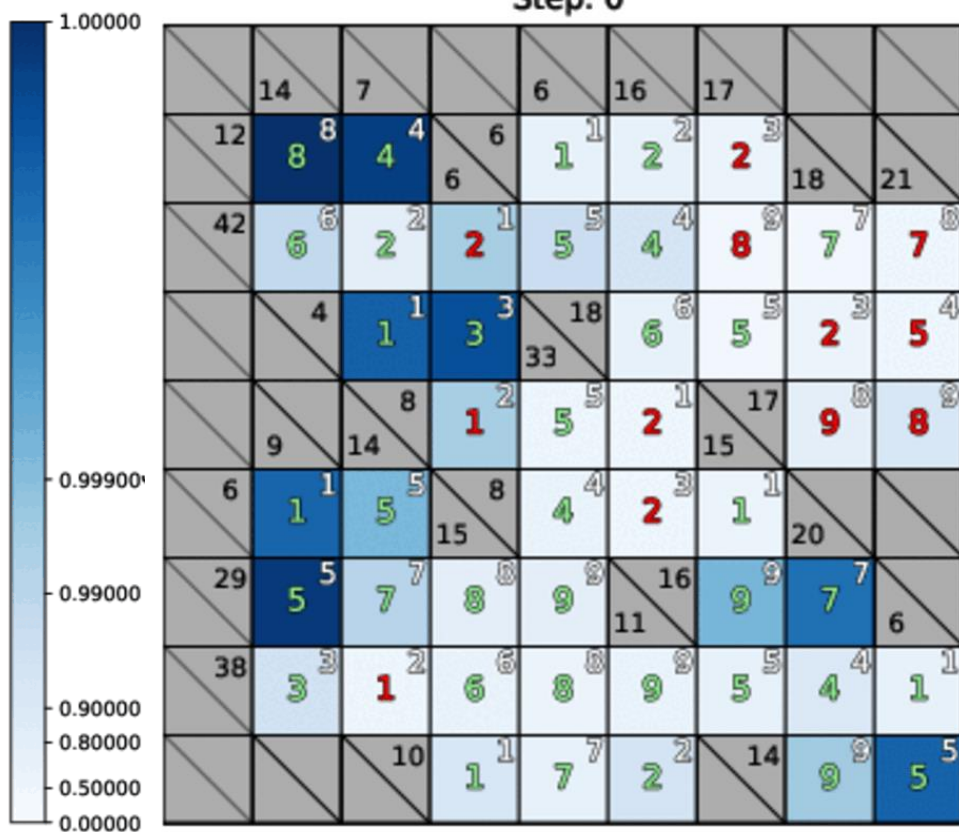 Step:
1.00000
0.99900
0.99000
0.90000
0.80000
0.50000
0.00000
14 7 6 16 17
12 8 4 6 1 2 3
8 4 1 2 2
6 18 21
42 6 2 1 5 4 9 7 8
6 2 2 5 4 8 7 7
4 1 3 18 6 5 3 4
1 3 6 5 2 5
33
8 2 5 1 17 8 9
1 5 2 9 8
9 14 15
6 1 5 8 4 3 1
1 5 4 2 1
15 20
29 5 7 8 9 16 9 7
5 7 8 9 9 7
11 6
38 3 2 6 8 9 5 4 1
3 1 6 8 9 5 4 1
10 1 7 2 14 9 5
1 7 2 9 5